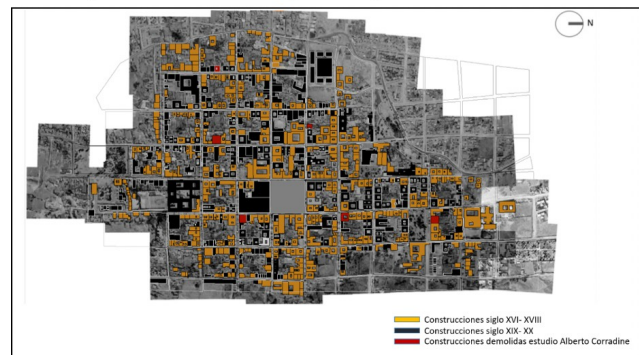 N
Construcciones siglo XVI- XVIII
Construcciones siglo XIX- XX
Construcciones demolidas estudio Alberto Corradine